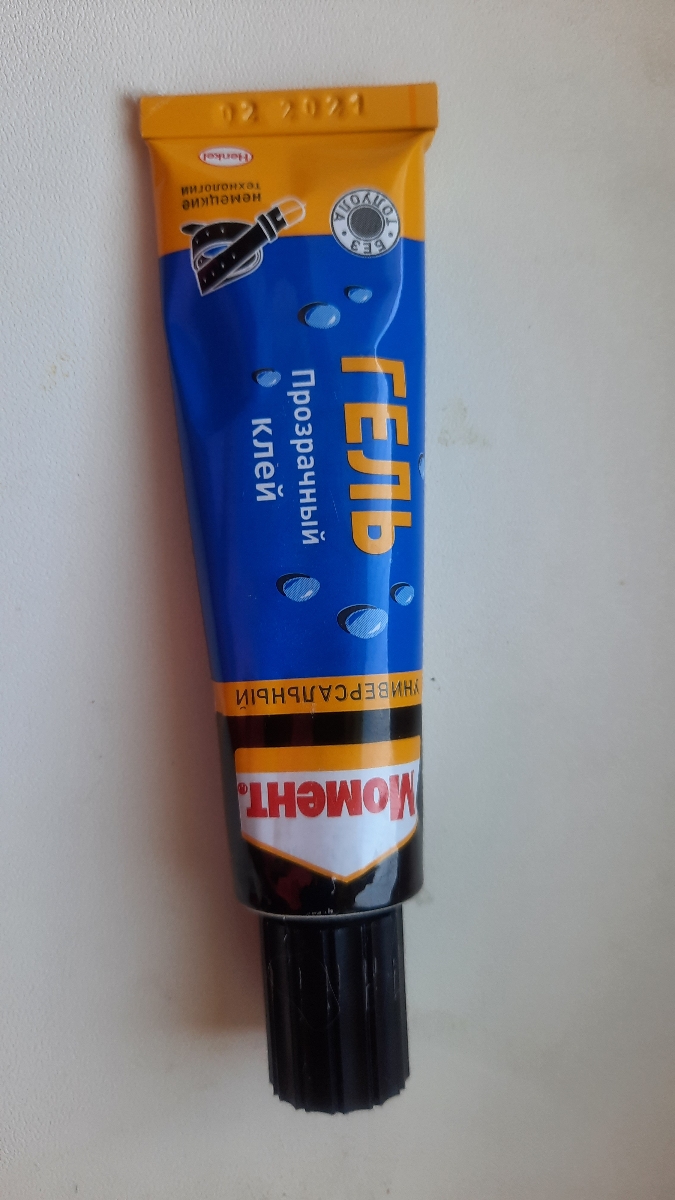 Момент.®
УНИВЕРСАЛЬНЫЙ
ГЕЛЬ
Прозрачный
клей
БЕЗ • ТОЛУОЛА •
немецкие
технологии
Henkel
02 2021